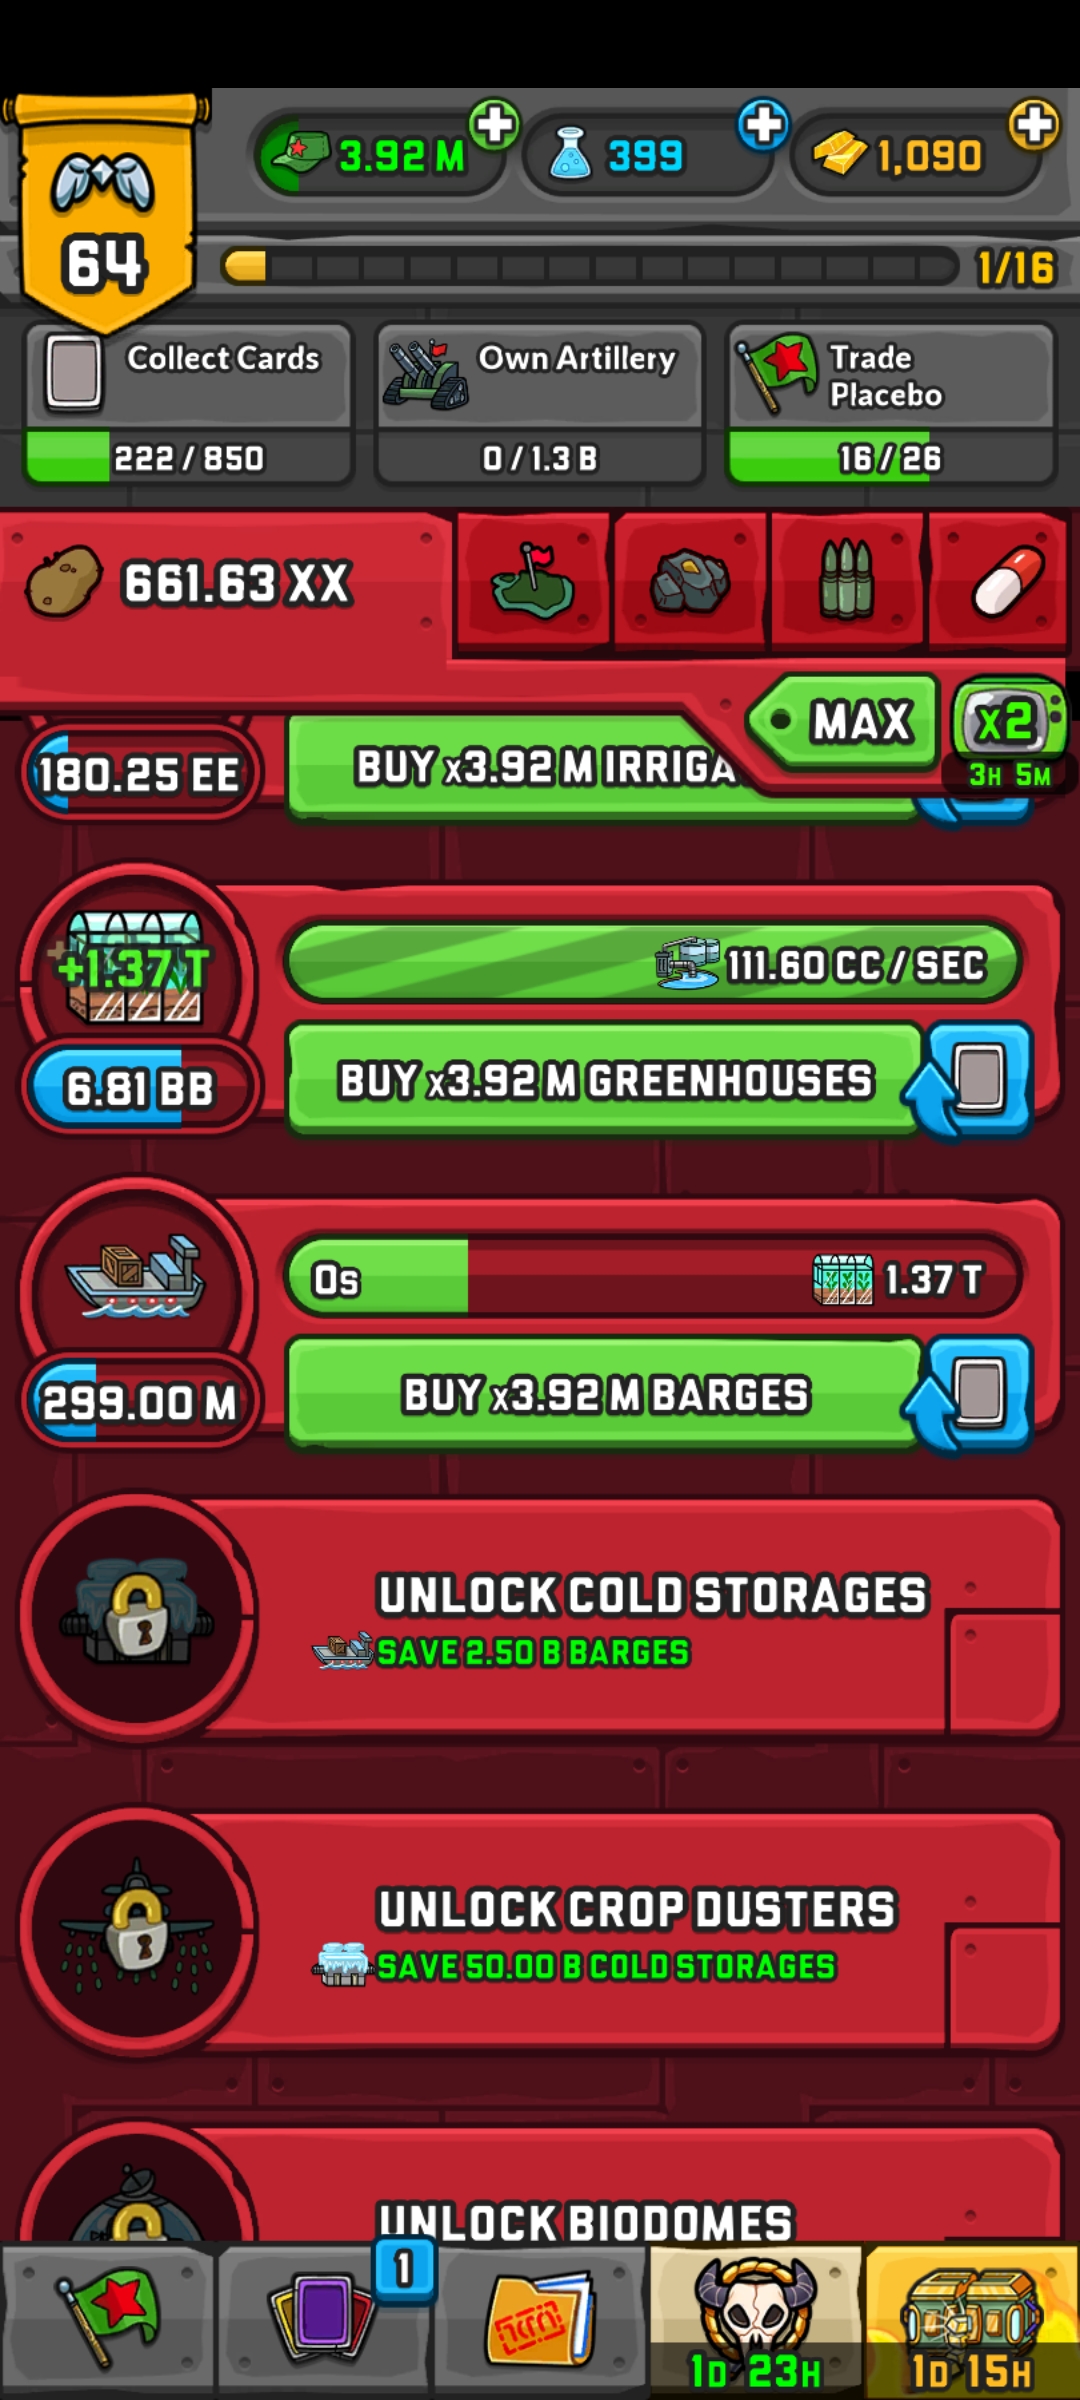 64
3.92 M
399
1,090
1/16
Collect Cards
222 / 850
Own Artillery
0 / 1.3 B
Trade
Placebo
16 / 26
661.63 XX
MAX
x2
3H 5M
180.25 EE
BUY x3.92 M IRRIGA
+1.37 T
111.60 CC / SEC
6.81 BB
BUY x3.92 M GREENHOUSES
0s
1.37 T
299.00 M
BUY x3.92 M BARGES
UNLOCK COLD STORAGES
SAVE 2.50 B BARGES
UNLOCK CROP DUSTERS
SAVE 50.00 B COLD STORAGES
UNLOCK BIODOMES
1
1D 23H
1D 15H